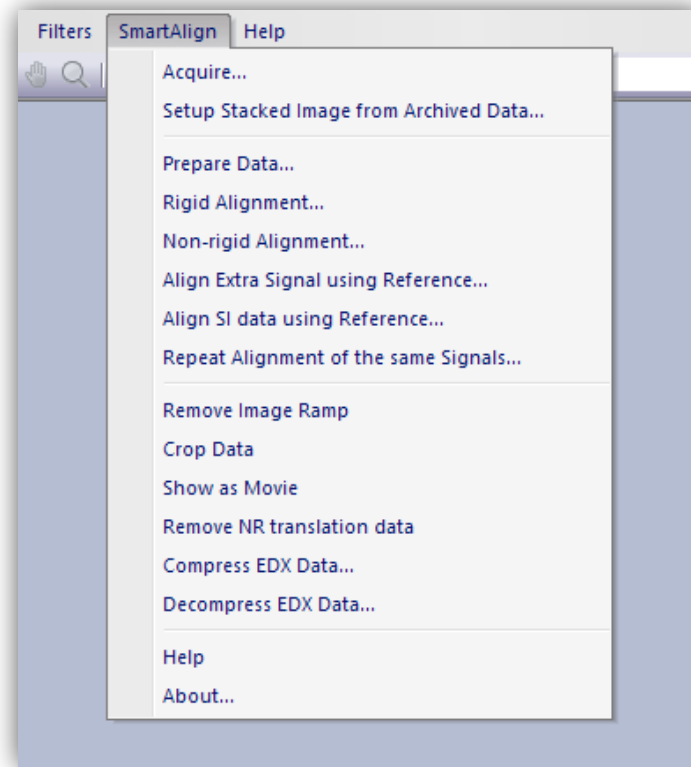 Filters SmartAlign Help
Acquire...
Setup Stacked Image from Archived Data...
Prepare Data...
Rigid Alignment...
Non-rigid Alignment...
Align Extra Signal using Reference...
Align SI data using Reference...
Repeat Alignment of the same Signals...
Remove Image Ramp
Crop Data
Show as Movie
Remove NR translation data
Compress EDX Data...
Decompress EDX Data...
Help
About...